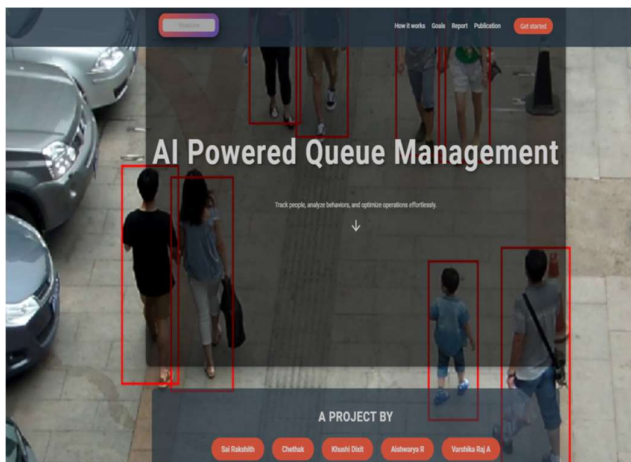 How it works Goals Report Publication Get started
AI Powered Queue Management
Track people, analyze behaviors, and optimize operations effortlessly.
A PROJECT BY
Sai Rakshith Chethak Khushi Dixit Aishwarya R Varshika Raj A